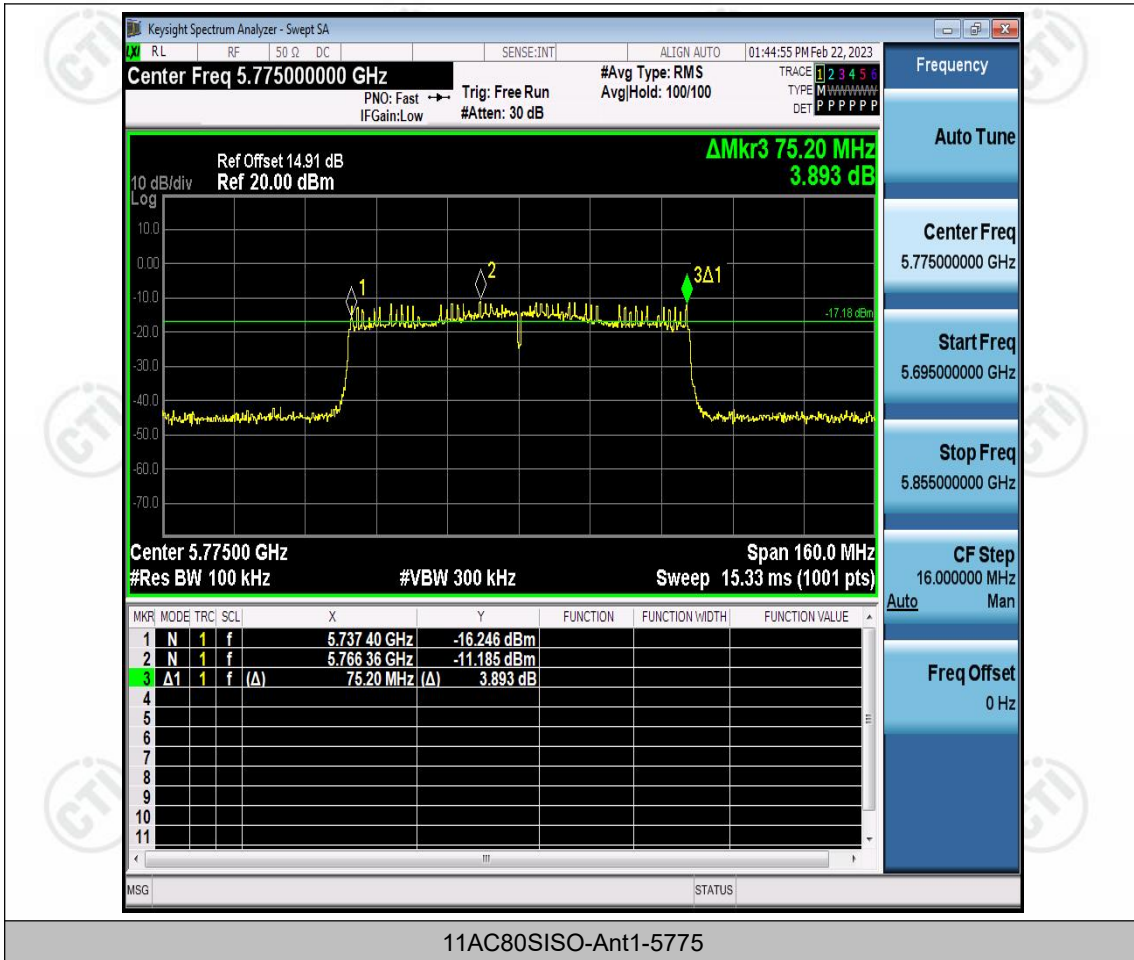 Keysight Spectrum Analyzer - Swept SA
LXI RL RF 50 Ω DC SENSE:INT ALIGN AUTO 01:44:55 PM Feb 22, 2023
Center Freq 5.775000000 GHz
PNO: Fast
IFGain:Low
Trig: Free Run
#Atten: 30 dB
#Avg Type: RMS
Avg|Hold: 100/100
TRACE 1 2 3 4 5 6
TYPE M WWWWW
DET P P P P P P
Ref Offset 14.91 dB
10 dB/div Ref 20.00 dBm
Log
ΔMkr3 75.20 MHz
3.893 dB
10.0
0.00
-10.0
-20.0
-30.0
-40.0
-50.0
-60.0
-70.0
1
2
3Δ1
-17.18 dBm
Center 5.77500 GHz Span 160.0 MHz
#Res BW 100 kHz #VBW 300 kHz Sweep 15.33 ms (1001 pts)
MKR MODE TRC SCL X Y FUNCTION FUNCTION WIDTH FUNCTION VALUE
1 N 1 f 5.737 40 GHz -16.246 dBm
2 N 1 f 5.766 36 GHz -11.185 dBm
3 Δ1 1 f (Δ) 75.20 MHz (Δ) 3.893 dB
4
5
6
7
8
9
10
11
MSG STATUS
Frequency
Auto Tune
Center Freq
5.775000000 GHz
Start Freq
5.695000000 GHz
Stop Freq
5.855000000 GHz
CF Step
16.000000 MHz
Auto Man
Freq Offset
0 Hz
CTI
CTI
CTI
CTI
CTI
CTI
11AC80SISO-Ant1-5775